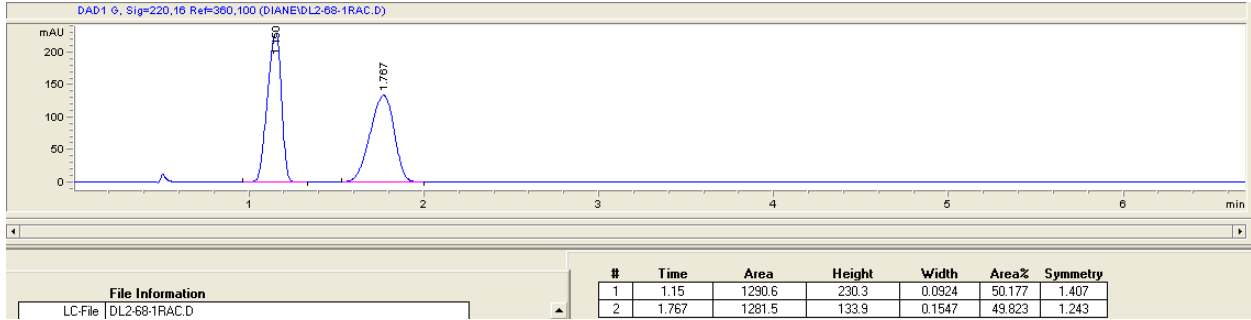 DAD1 G, Sig=220,16 Ref=360,100 (DIANE\DL2-68-1RAC.D)
mAU
200
150
100
50
0
1.150
1.767
1 2 3 4 5 6 min
# Time Area Height Width Area% Symmetry
1 1.15 1290.6 230.3 0.0924 50.177 1.407
2 1.767 1281.5 133.9 0.1547 49.823 1.243
File Information
LC-File DL2-68-1RAC.D